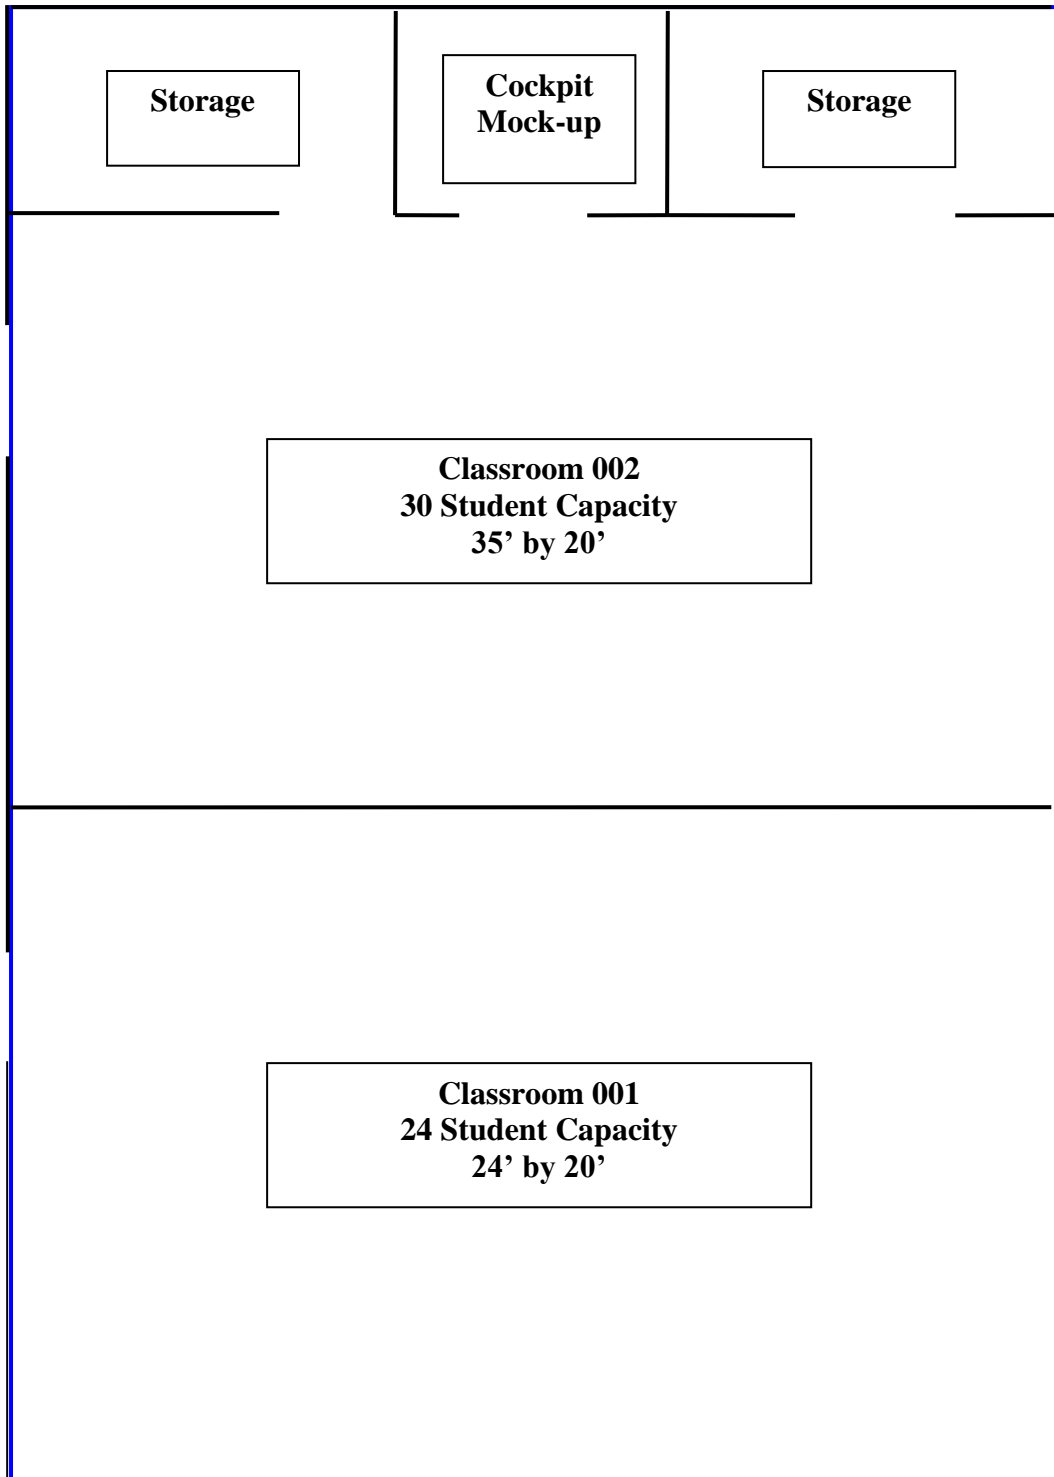 Storage
Cockpit
Mock-up
Storage
Classroom 002
30 Student Capacity
35’ by 20’
Classroom 001
24 Student Capacity
24’ by 20’